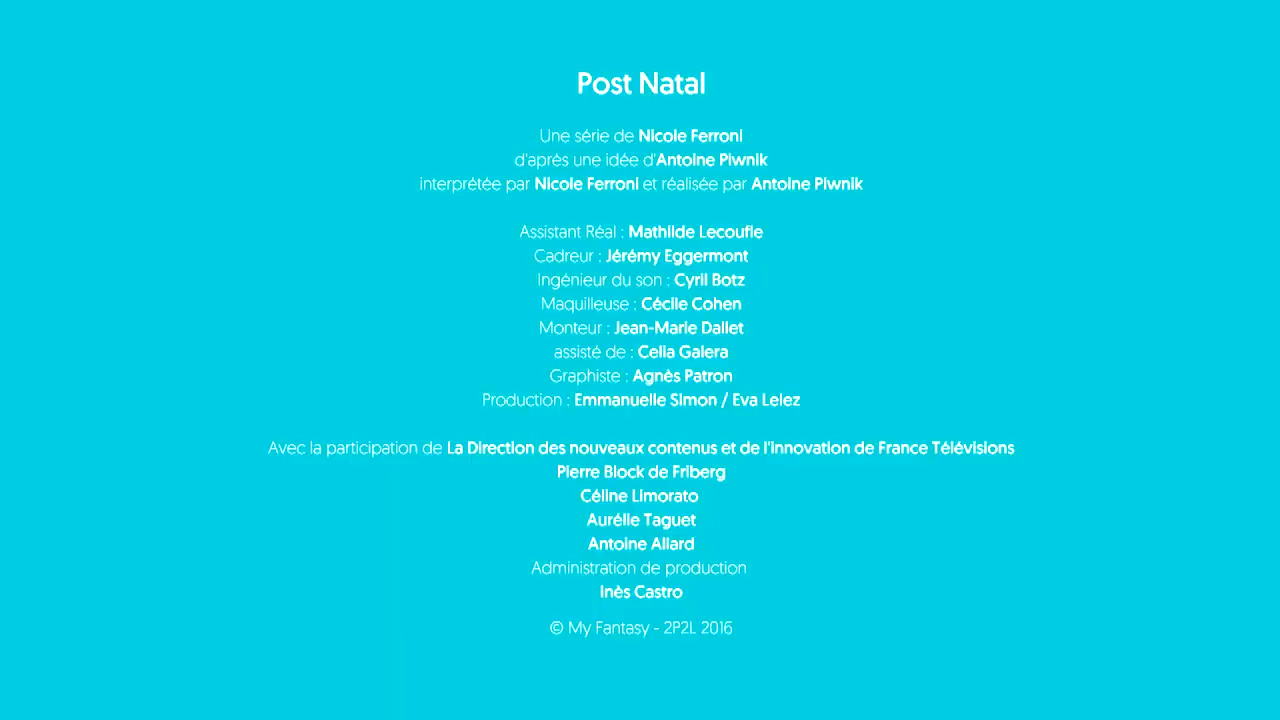 Post Natal
Une série de Nicole Ferroni
d'après une idée d'Antoine Piwnik
interprétée par Nicole Ferroni et réalisée par Antoine Piwnik
Assistant Réal : Mathilde Lecoufle
Cadreur : Jérémy Eggermont
Ingénieur du son : Cyril Botz
Maquilleuse : Cécile Cohen
Monteur : Jean-Marie Dallet
assisté de : Celia Galera
Graphiste : Agnès Patron
Production : Emmanuelle Simon / Eva Lelez
Avec la participation de La Direction des nouveaux contenus et de l'innovation de France Télévisions
Pierre Block de Friberg
Céline Limorato
Aurélie Taguet
Antoine Allard
Administration de production
Inès Castro
© My Fantasy - 2P2L 2016